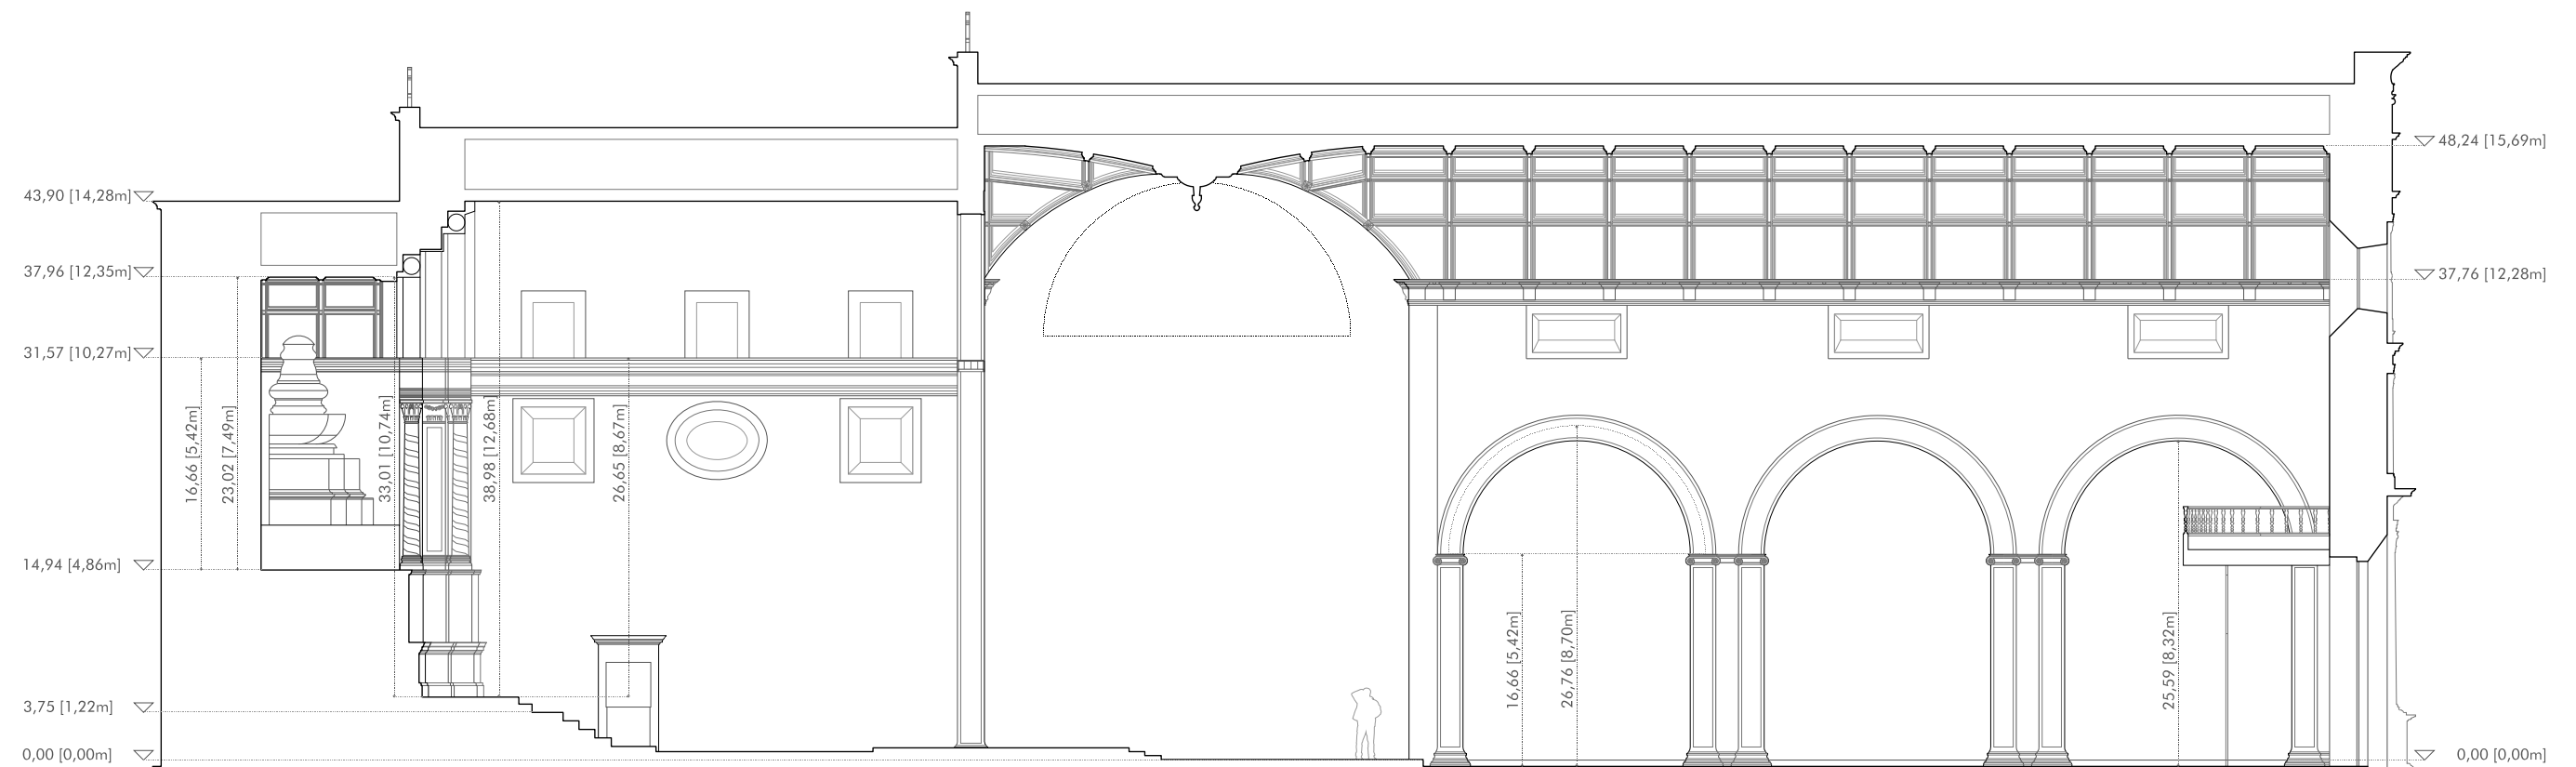 48,24 [15,69m]
43,90 [14,28m]
37,96 [12,35m]
37,76 [12,28m]
31,57 [10,27m]
16,66 [5,42m]
23,02 [7,49m]
33,01 [10,74m]
38,98 [12,68m]
26,65 [8,67m]
14,94 [4,86m]
16,66 [5,42m]
26,76 [8,70m]
25,59 [8,32m]
3,75 [1,22m]
0,00 [0,00m]
0,00 [0,00m]